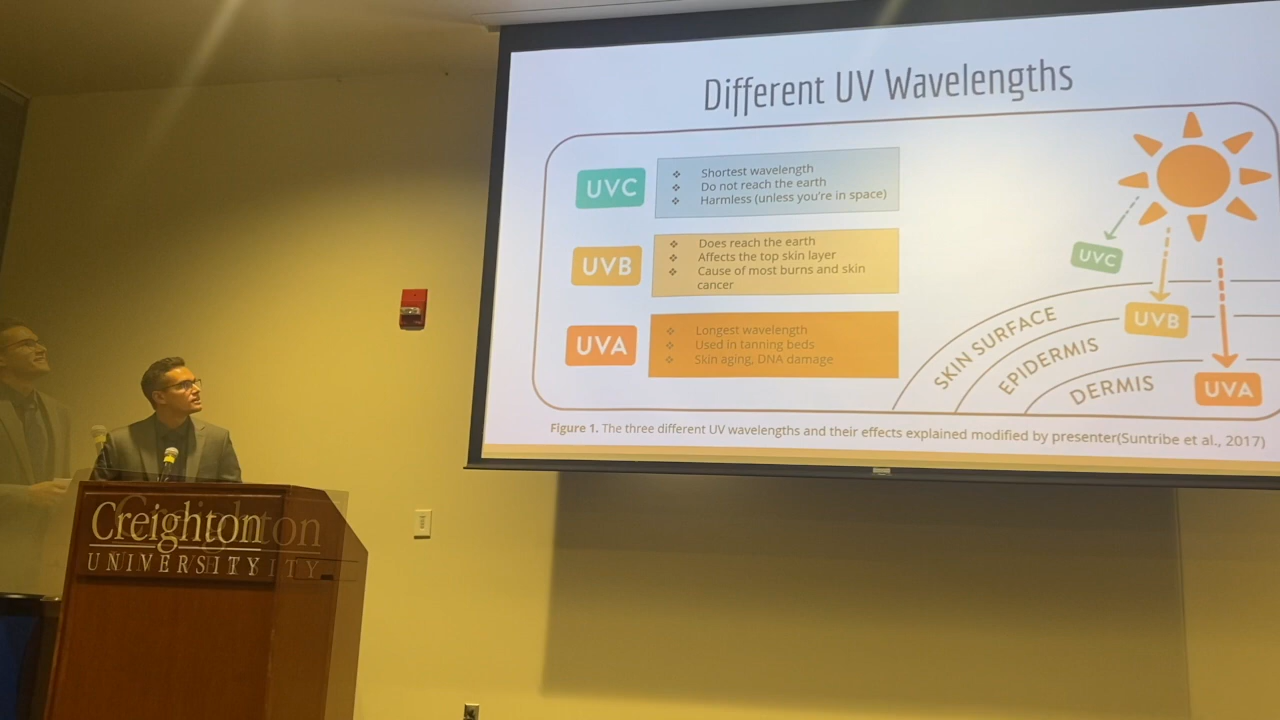 Different UV Wavelengths
UVC
❖ Shortest wavelength
❖ Do not reach the earth
❖ Harmless (unless you're in space)
UVB
❖ Does reach the earth
❖ Affects the top skin layer
❖ Cause of most burns and skin
cancer
UVA
❖ Longest wavelength
❖ Used in tanning beds
❖ Skin aging, DNA damage
UVC
UVB
UVA
SKIN SURFACE
EPIDERMIS
DERMIS
Figure 1. The three different UV wavelengths and their effects explained modified by presenter(Suntribe et al., 2017)
Creighton
UNIVERSITY